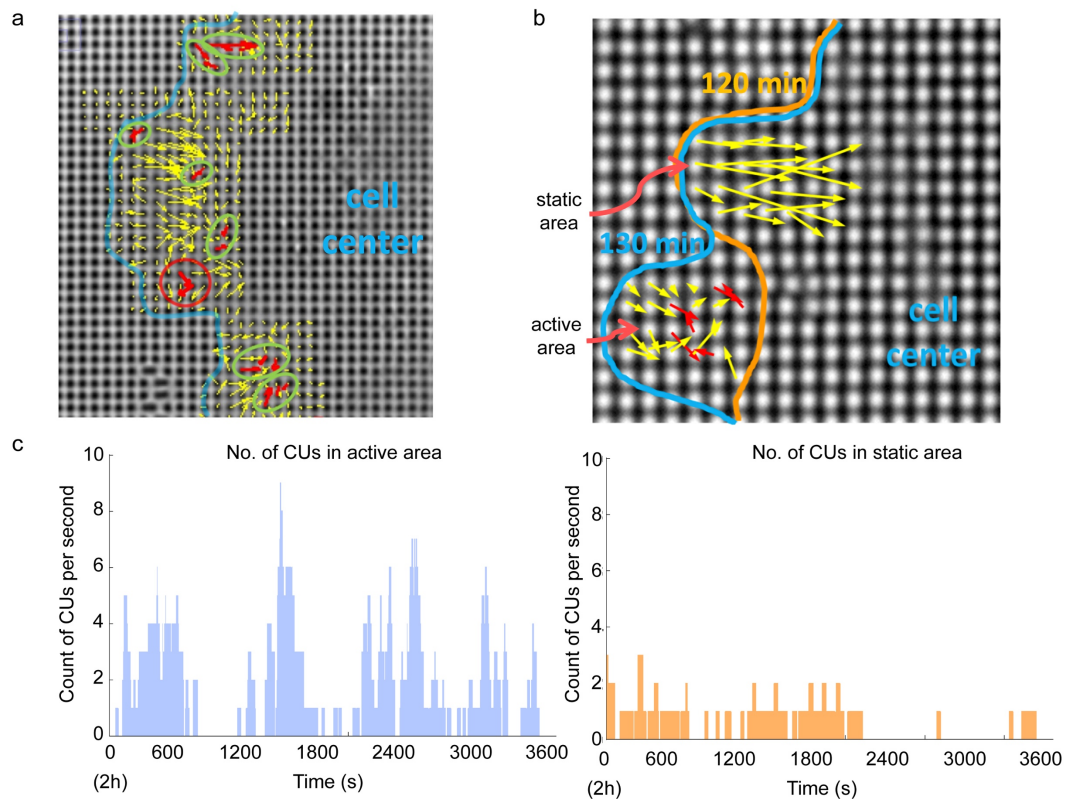 a
cell
center
b
120 min
static
area
130 min
active
area
cell
center
c
No. of CUs in active area
Count of CUs per second
10
8
6
4
2
0
0 600 1200 1800 2400 3000 3600
(2h)
Time (s)
No. of CUs in static area
Count of CUs per second
10
8
6
4
2
0
0 600 1200 1800 2400 3000 3600
(2h)
Time (s)